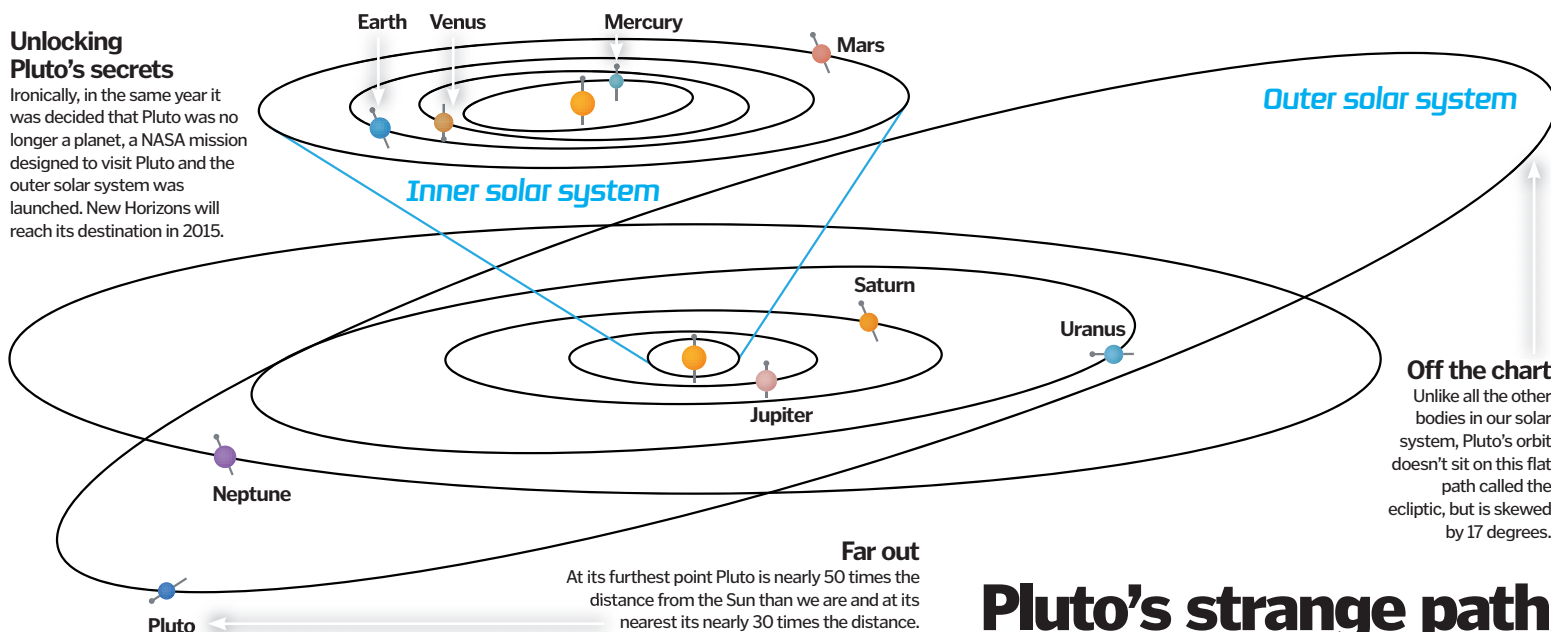 Unlocking
Pluto's secrets
Ironically, in the same year it
was decided that Pluto was no
longer a planet, a NASA mission
designed to visit Pluto and the
outer solar system was
launched. New Horizons will
reach its destination in 2015.
Earth
Venus
Mercury
Mars
Inner solar system
Outer solar system
Saturn
Uranus
Jupiter
Neptune
Pluto
Off the chart
Unlike all the other
bodies in our solar
system, Pluto's orbit
doesn't sit on this flat
path called the
ecliptic, but is skewed
by 17 degrees.
Far out
At its furthest point Pluto is nearly 50 times the
distance from the Sun than we are and at its
nearest its nearly 30 times the distance.
Pluto's strange path